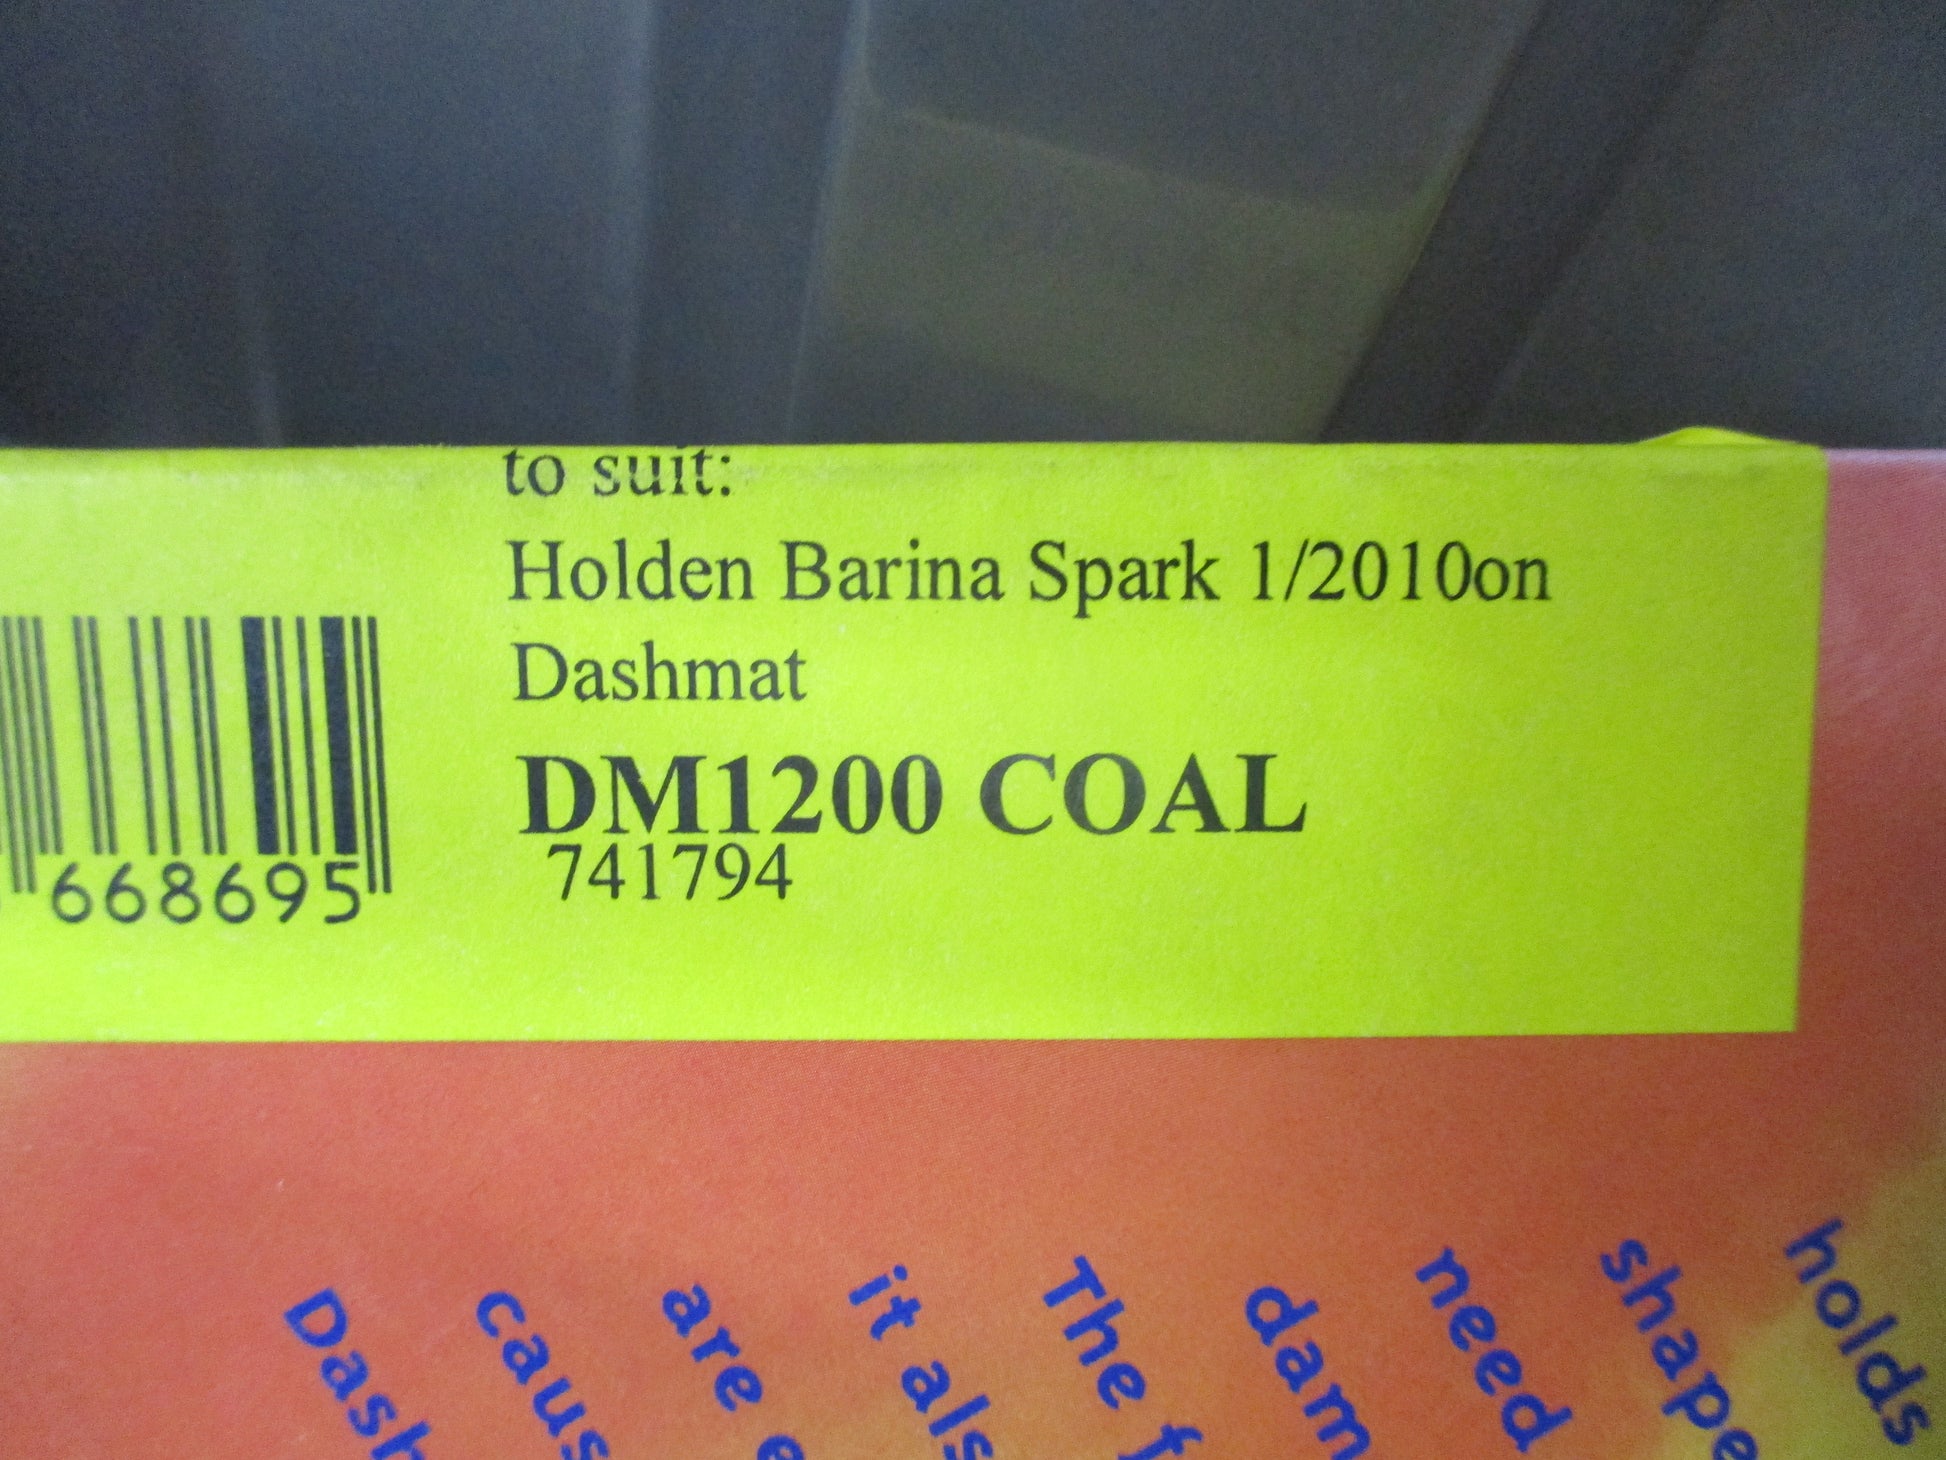 to suit:
Holden Barina Spark 1/2010on
Dashmat
DM1200 COAL
741794
668695
Dash
caus
are e
it als
The f
dam
need
shape
holds